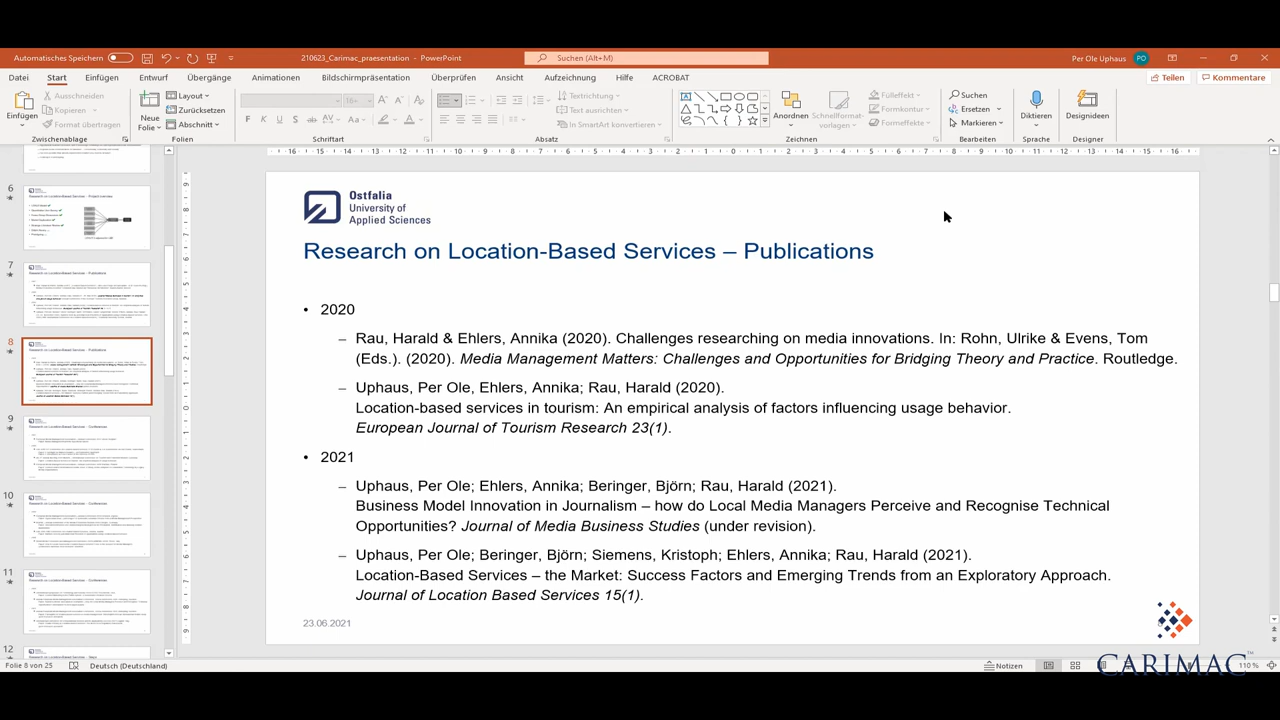 Automatisches Speichern
210623_Carimac_praesentation - PowerPoint
Suchen (Alt+M)
Per Ole Uphaus
PO
Datei Start Einfügen Entwurf Übergänge Animationen Bildschirmpräsentation Überprüfen Ansicht Aufzeichnung Hilfe ACROBAT
Teilen
Kommentare
Einfügen
Ausschneiden
Kopieren
Format übertragen
Zwischenablage
Neue
Folie
Layout
Zurücksetzen
Abschnitt
Folien
Schriftart
Textrichtung
Text ausrichten
In SmartArt konvertieren
Absatz
Anordnen
Schnellformat-
vorlagen
Fülleffekt
Formkontur
Formeffekte
Zeichnen
Suchen
Ersetzen
Markieren
Bearbeiten
Diktieren
Sprache
Designideen
Designer
6
7
8
9
10
11
12
Ostfalia
University of
Applied Sciences
Research on Location-Based Services – Publications
• 2020
– Rau, Harald & Ehlers, Annika (2020). Challenges researching on media innovations. In: Rohn, Ulrike & Evens, Tom
(Eds.). (2020). Media Management Matters: Challenges and Opportunities for Bridging Theory and Practice. Routledge.
– Uphaus, Per Ole; Ehlers, Annika; Rau, Harald (2020).
Location-based services in tourism: An empirical analysis of factors influencing usage behavior.
European Journal of Tourism Research 23(1).
• 2021
– Uphaus, Per Ole; Ehlers, Annika; Beringer, Björn; Rau, Harald (2021).
Business Model Innovation in Journalism – how do Local Media Managers Perceive and Recognise Technical
Opportunities? Journal of Media Business Studies (under revision).
– Uphaus, Per Ole; Beringer, Björn; Siemens, Kristoph; Ehlers, Annika; Rau, Harald (2021).
Location-Based Services – the Market: Success Factors and Emerging Trends from an Exploratory Approach.
Journal of Location Based Services 15(1).
23.06.2021
Folie 8 von 25
Deutsch (Deutschland)
Notizen
110 %
CARIMAC